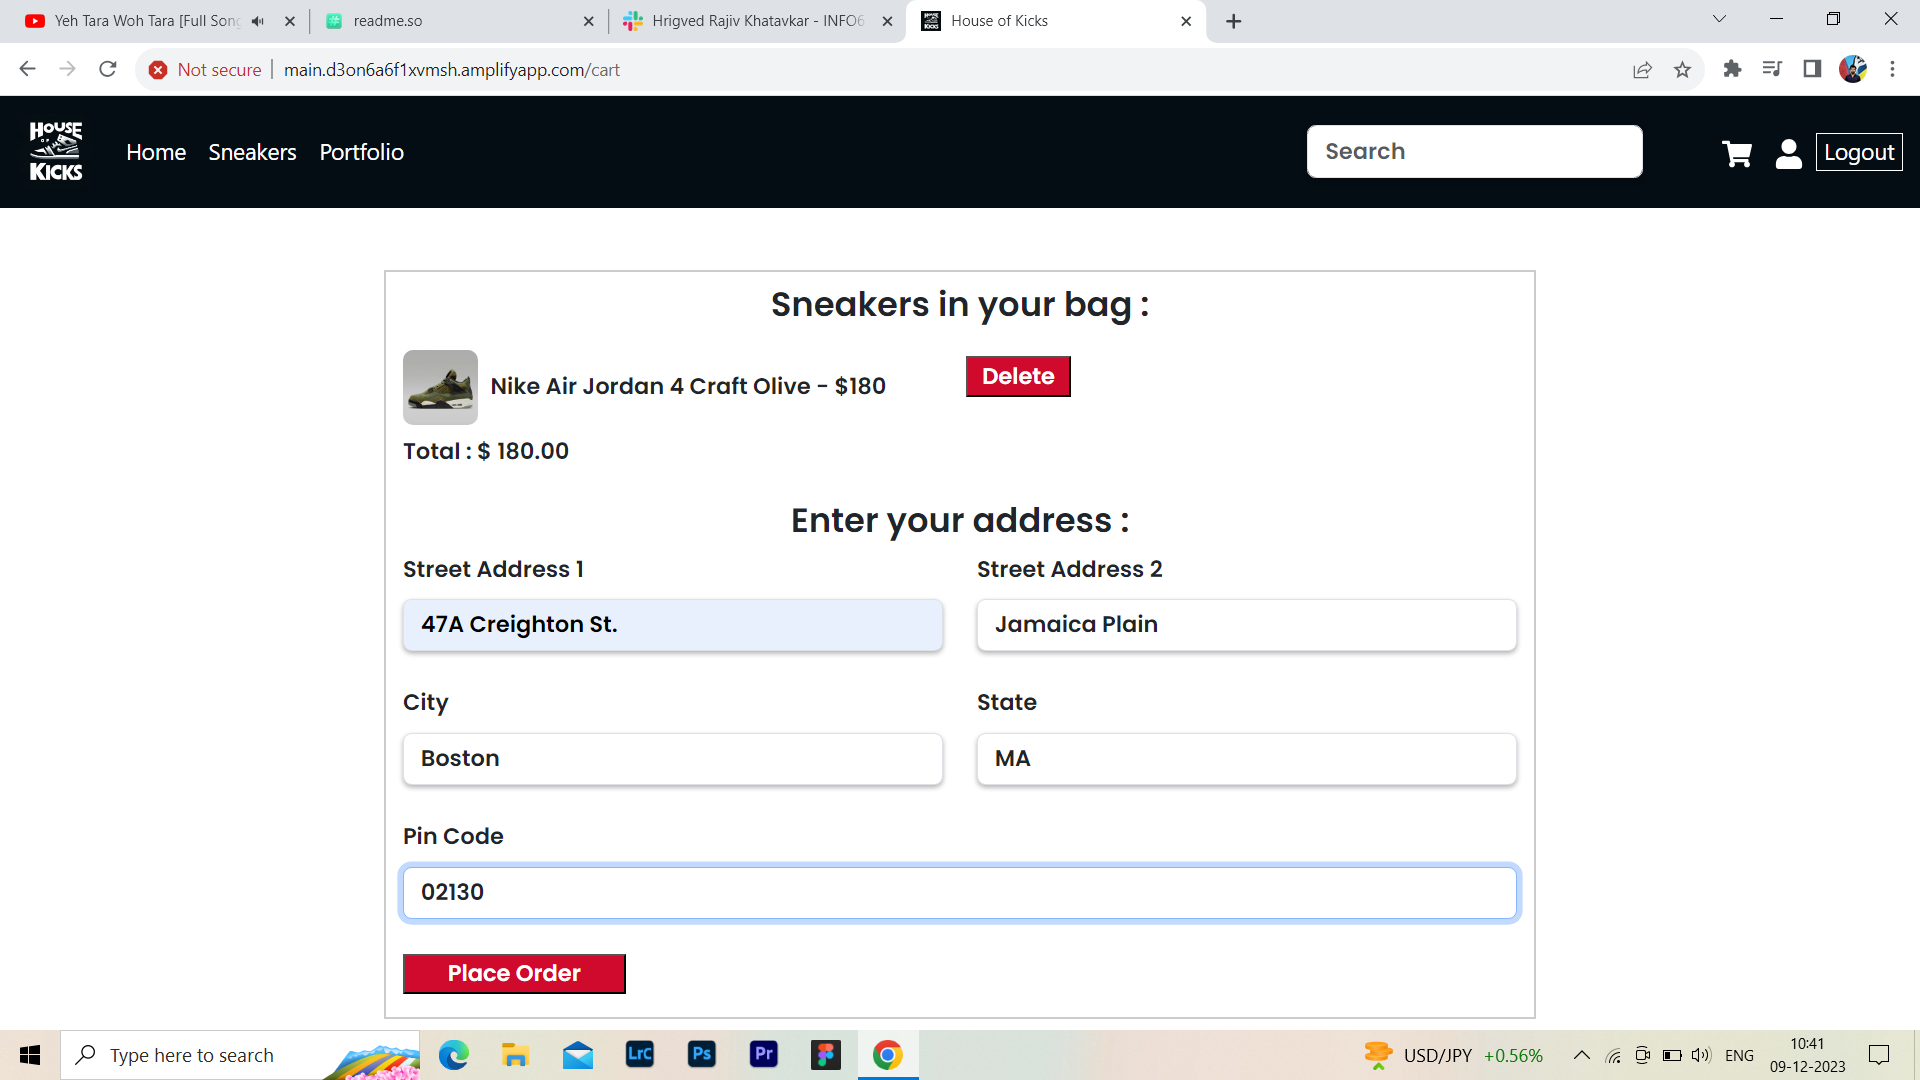 Yeh Tara Woh Tara [Full Song
readme.so
Hrigved Rajiv Khatavkar - INFO6
House of Kicks
Not secure
main.d3on6a6f1xvmsh.amplifyapp.com/cart
HOUSE
OF
KICKS
Home
Sneakers
Portfolio
Search
Logout
Sneakers in your bag :
Nike Air Jordan 4 Craft Olive - $180
Delete
Total : $ 180.00
Enter your address :
Street Address 1
Street Address 2
47A Creighton St.
Jamaica Plain
City
State
Boston
MA
Pin Code
02130
Place Order
Type here to search
LrC
Ps
Pr
USD/JPY +0.56%
ENG
10:41
09-12-2023